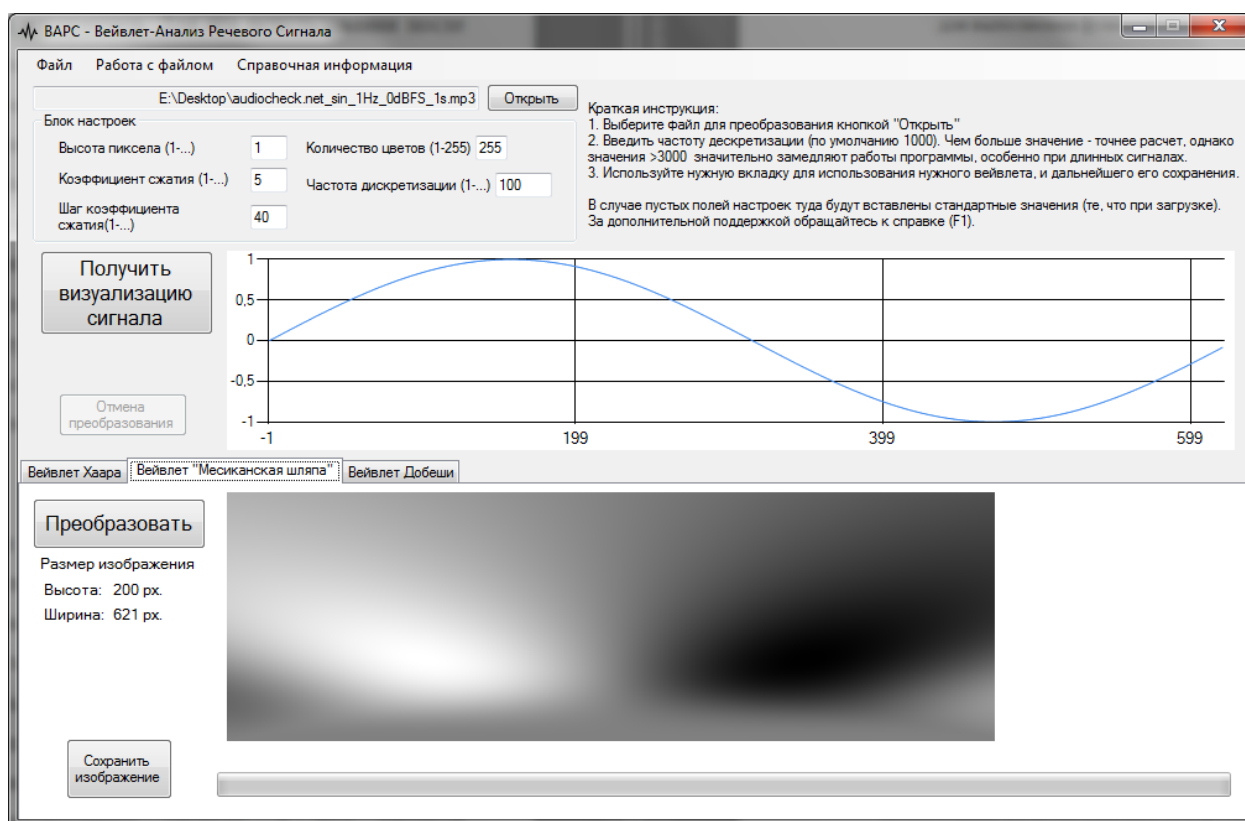 ВАРС - Вейвлет-Анализ Речевого Сигнала
Файл Работа с файлом Справочная информация
E:\Desktop\audiocheck.net_sin_1Hz_0dBFS_1s.mp3 Открыть
Блок настроек
Высота пиксела (1-...) 1 Количество цветов (1-255) 255
Коэффициент сжатия (1-...) 5 Частота дискретизации (1-...) 100
Шаг коэффициента
сжатия(1-...) 40
Краткая инструкция:
1. Выберите файл для преобразования кнопкой "Открыть"
2. Введить частоту дискретизации (по умолчанию 1000). Чем больше значение - точнее расчет, однако
значения >3000 значительно замедляют работы программы, особенно при длинных сигналах.
3. Используйте нужную вкладку для использования нужного вейвлета, и дальнейшего его сохранения.
В случае пустых полей настроек туда будут вставлены стандартные значения (те, что при загрузке).
За дополнительной поддержкой обращайтесь к справке (F1).
Получить
визуализацию
сигнала
Отмена
преобразования
1
0,5
0
-0,5
-1
-1 199 399 599
Вейвлет Хаара Вейвлет "Месиканская шляпа" Вейвлет Добеши
Преобразовать
Размер изображения
Высота: 200 px.
Ширина: 621 px.
Сохранить
изображение